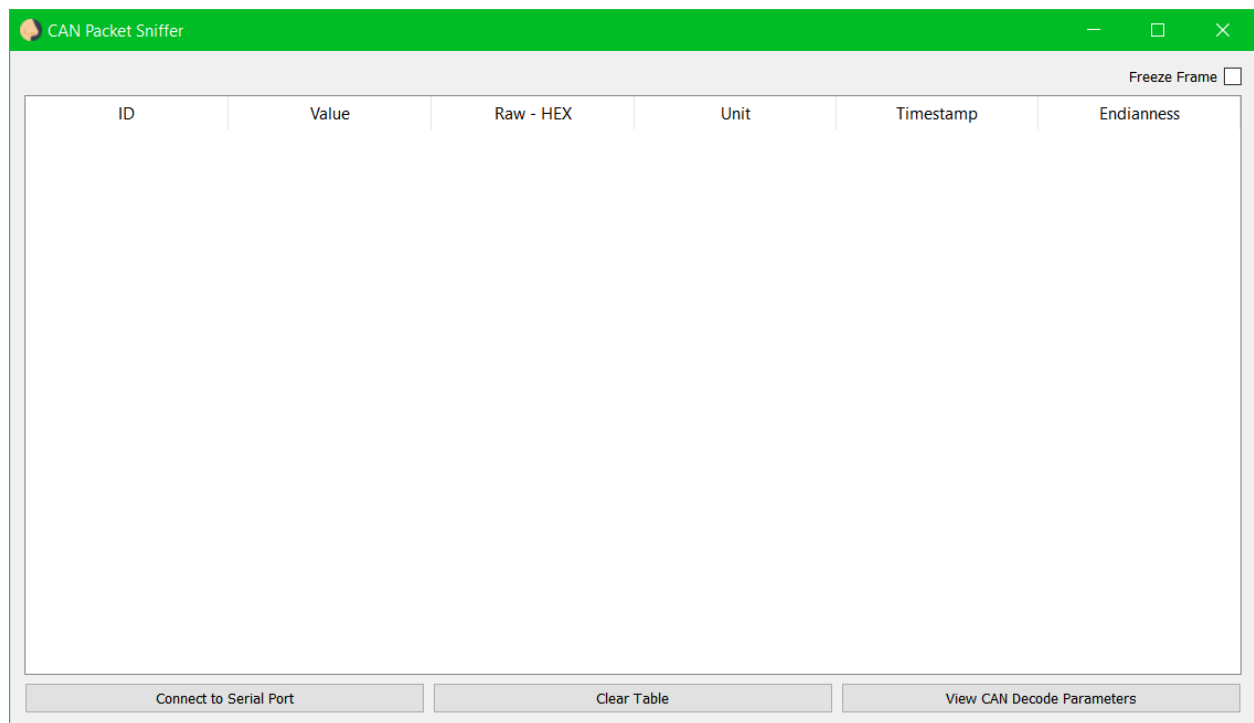 CAN Packet Sniffer
Freeze Frame
ID Value Raw - HEX Unit Timestamp Endianness
Connect to Serial Port Clear Table View CAN Decode Parameters